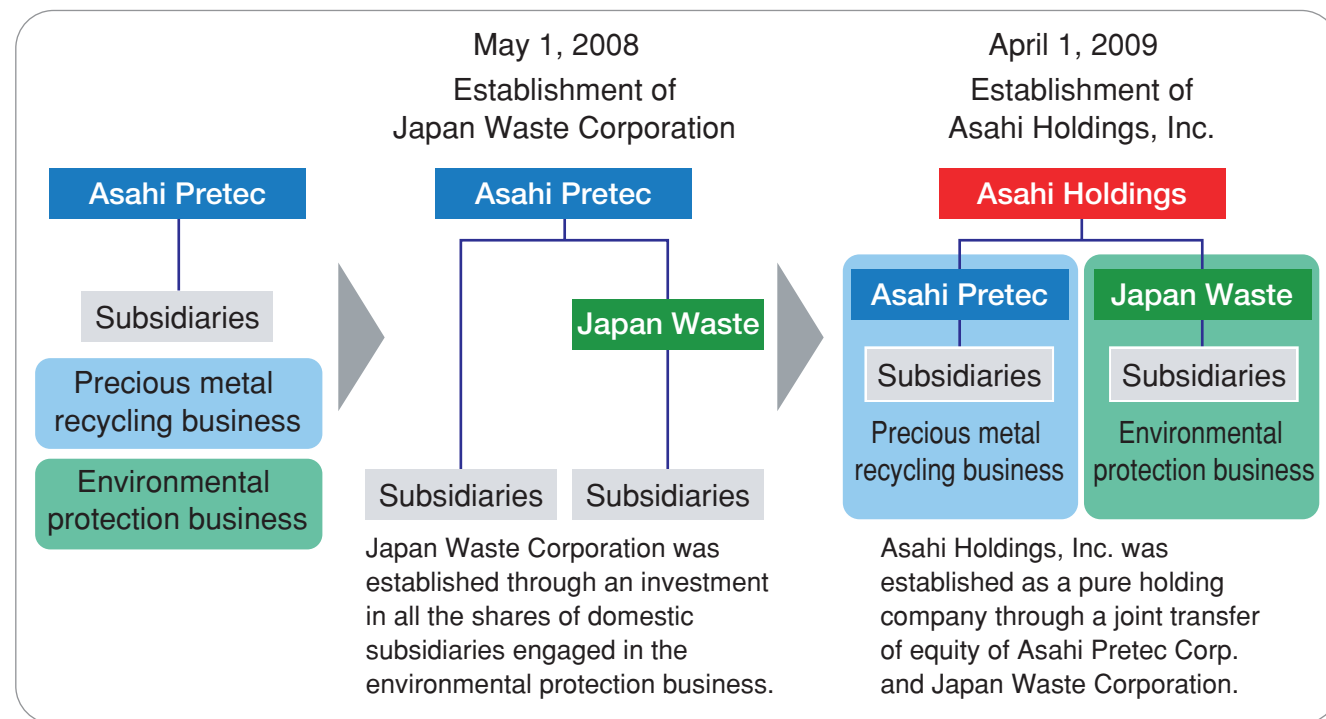 Asahi Pretec
Subsidiaries
Precious metal
recycling business
Environmental
protection business
May 1, 2008
Establishment of
Japan Waste Corporation
Asahi Pretec
Japan Waste
Subsidiaries
Subsidiaries
Japan Waste Corporation was
established through an investment
in all the shares of domestic
subsidiaries engaged in the
environmental protection business.
April 1, 2009
Establishment of
Asahi Holdings, Inc.
Asahi Holdings
Asahi Pretec
Subsidiaries
Precious metal
recycling business
Japan Waste
Subsidiaries
Environmental
protection business
Asahi Holdings, Inc. was
established as a pure holding
company through a joint transfer
of equity of Asahi Pretec Corp.
and Japan Waste Corporation.